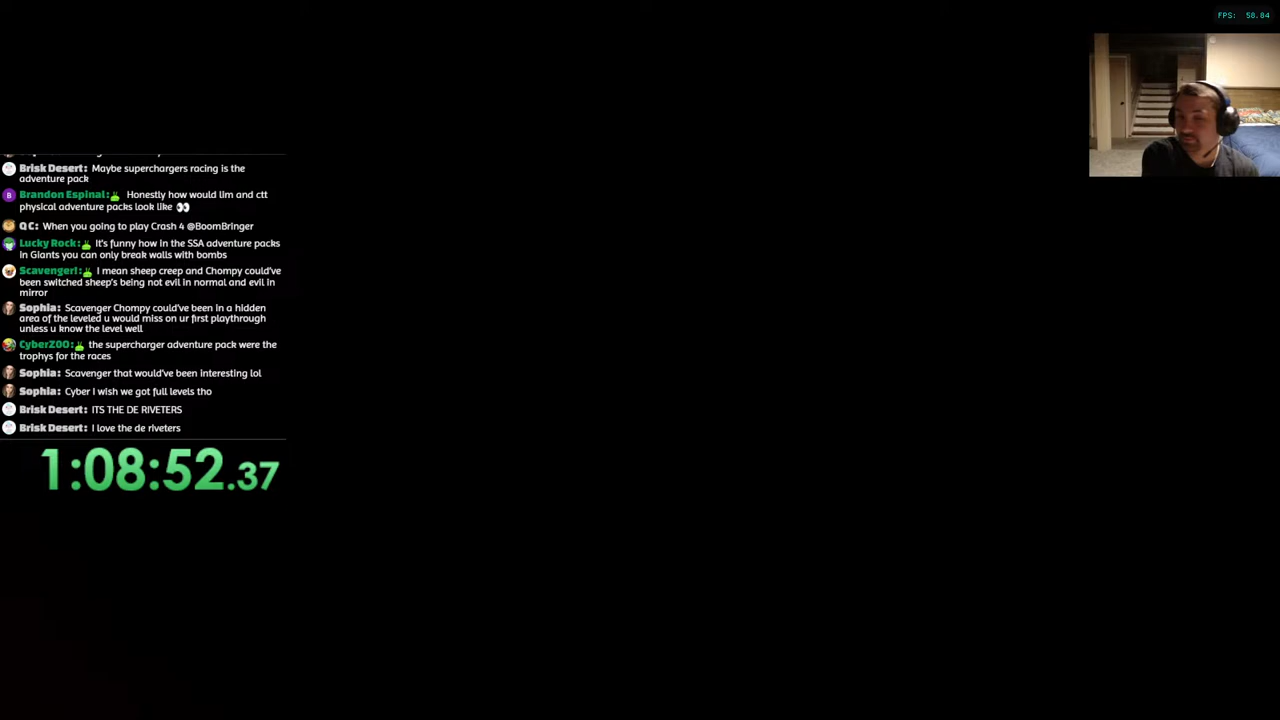 FPS: 58.84
Brisk Desert: Maybe superchargers racing is the
adventure pack
Brandon Espinal: Honestly how would lim and ctt
physical adventure packs look like 👀
QC: When you going to play Crash 4 @BoomBringer
Lucky Rock: It's funny how in the SSA adventure packs
in Giants you can only break walls with bombs
Scavenger!: I mean sheep creep and Chompy could've
been switched sheep's being not evil in normal and evil in
mirror
Sophia: Scavenger Chompy could've been in a hidden
area of the leveled u would miss on ur first playthrough
unless u know the level well
CyberZOO: the supercharger adventure pack were the
trophys for the races
Sophia: Scavenger that would've been interesting lol
Sophia: Cyber I wish we got full levels tho
Brisk Desert: ITS THE DE RIVETERS
Brisk Desert: I love the de riveters
1:08:52.37